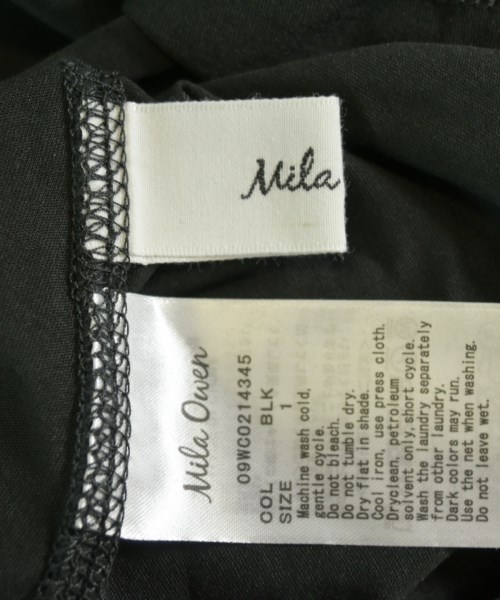 Mila
Mila Owen
09WC0214345
COL BLK
SIZE 1
Machine wash cold,
gentle cycle.
Do not bleach.
Do not tumble dry.
Dry flat in shade.
Cool iron, use press cloth.
Dryclean, petroleum
solvent only.short cycle.
Wash the laundry separately
from other laundry.
Dark colors may run.
Use the net when washing.
Do not leave wet.